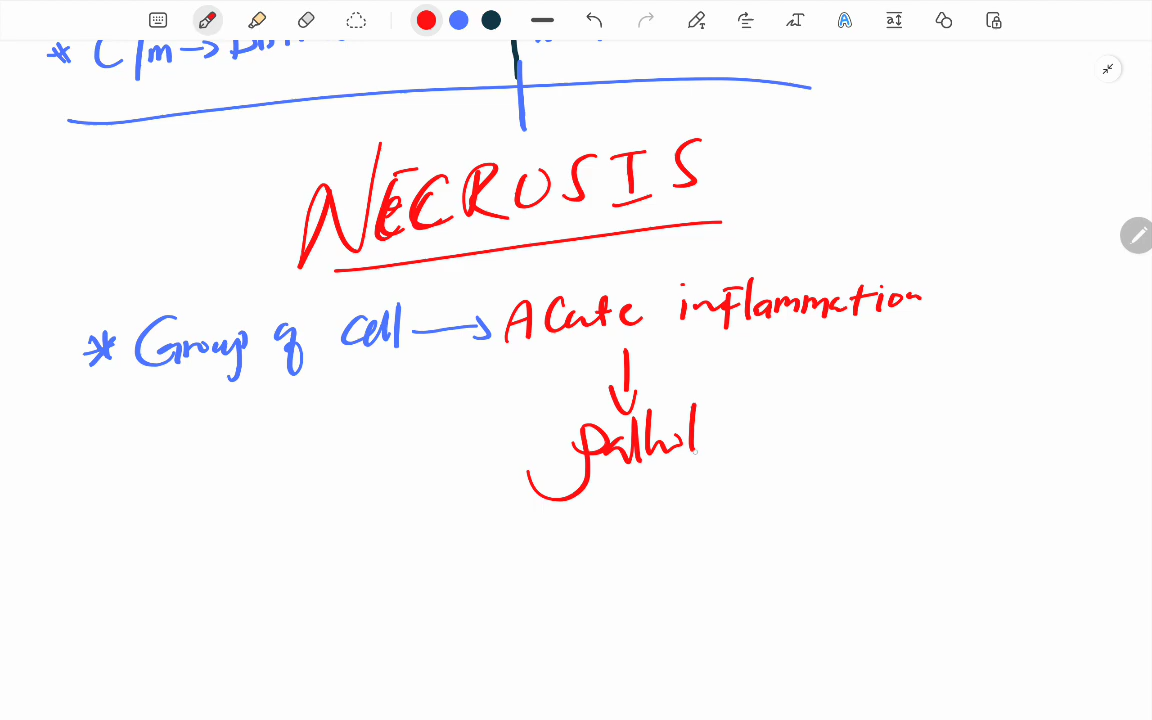 * C/m →
NECROSIS
* Group of cell → Acute inflammation
↓
pathol